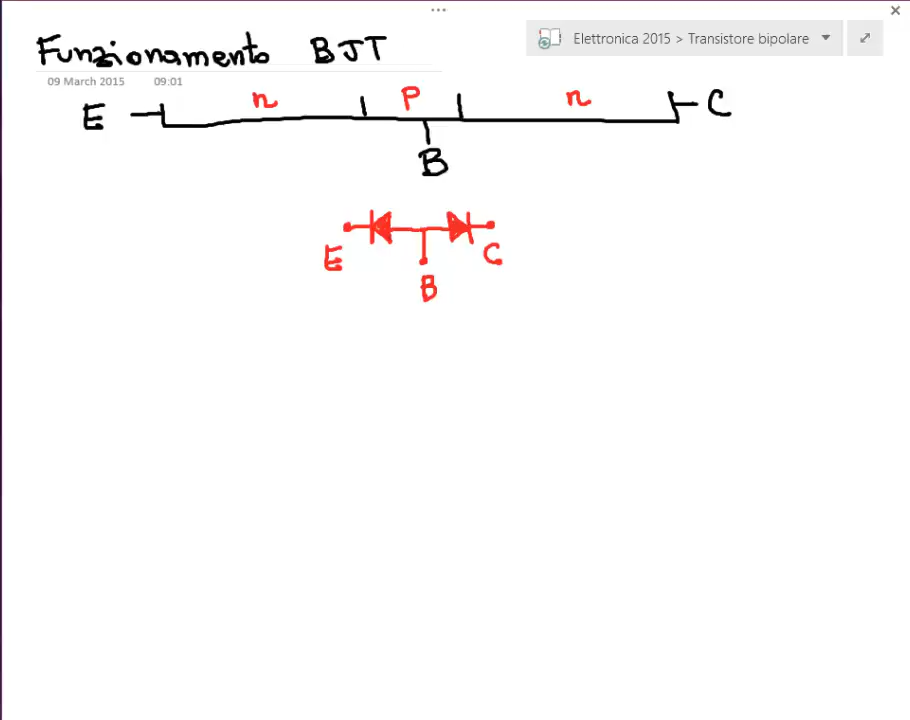 Funzionamento BJT
Elettronica 2015 > Transistore bipolare
09 March 2015 09:01
E n p n C
B
E B C